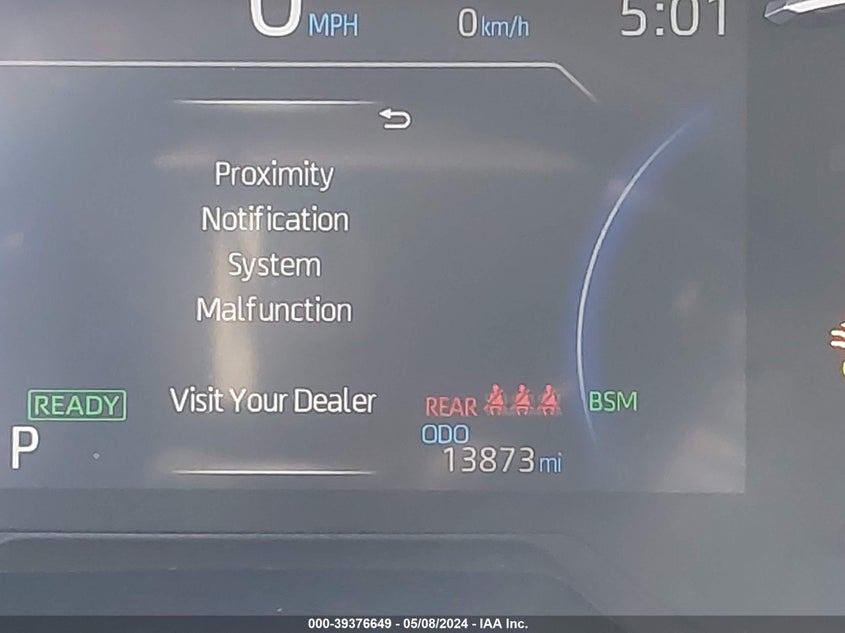 0 MPH 0 km/h 5:01
Proximity
Notification
System
Malfunction
READY Visit Your Dealer REAR BSM
P ODO
13873 mi
000-39376649 - 05/08/2024 - IAA Inc.